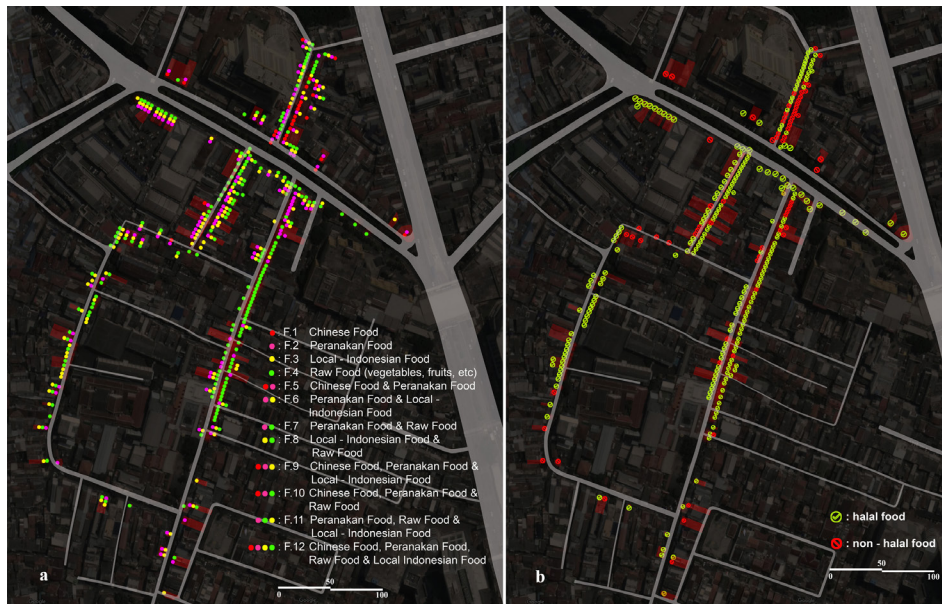 : F.1 Chinese Food
: F.2 Peranakan Food
: F.3 Local - Indonesian Food
: F.4 Raw Food (vegetables, fruits, etc)
: F.5 Chinese Food & Peranakan Food
: F.6 Peranakan Food & Local -
Indonesian Food
: F.7 Peranakan Food & Raw Food
: F.8 Local - Indonesian Food &
Raw Food
: F.9 Chinese Food, Peranakan Food &
Local - Indonesian Food
: F.10 Chinese Food, Peranakan Food &
Raw Food
: F.11 Peranakan Food, Raw Food &
Local - Indonesian Food
: F.12 Chinese Food, Peranakan Food,
Raw Food & Local Indonesian Food
a
50
0 100
: halal food
: non - halal food
b
50
0 100